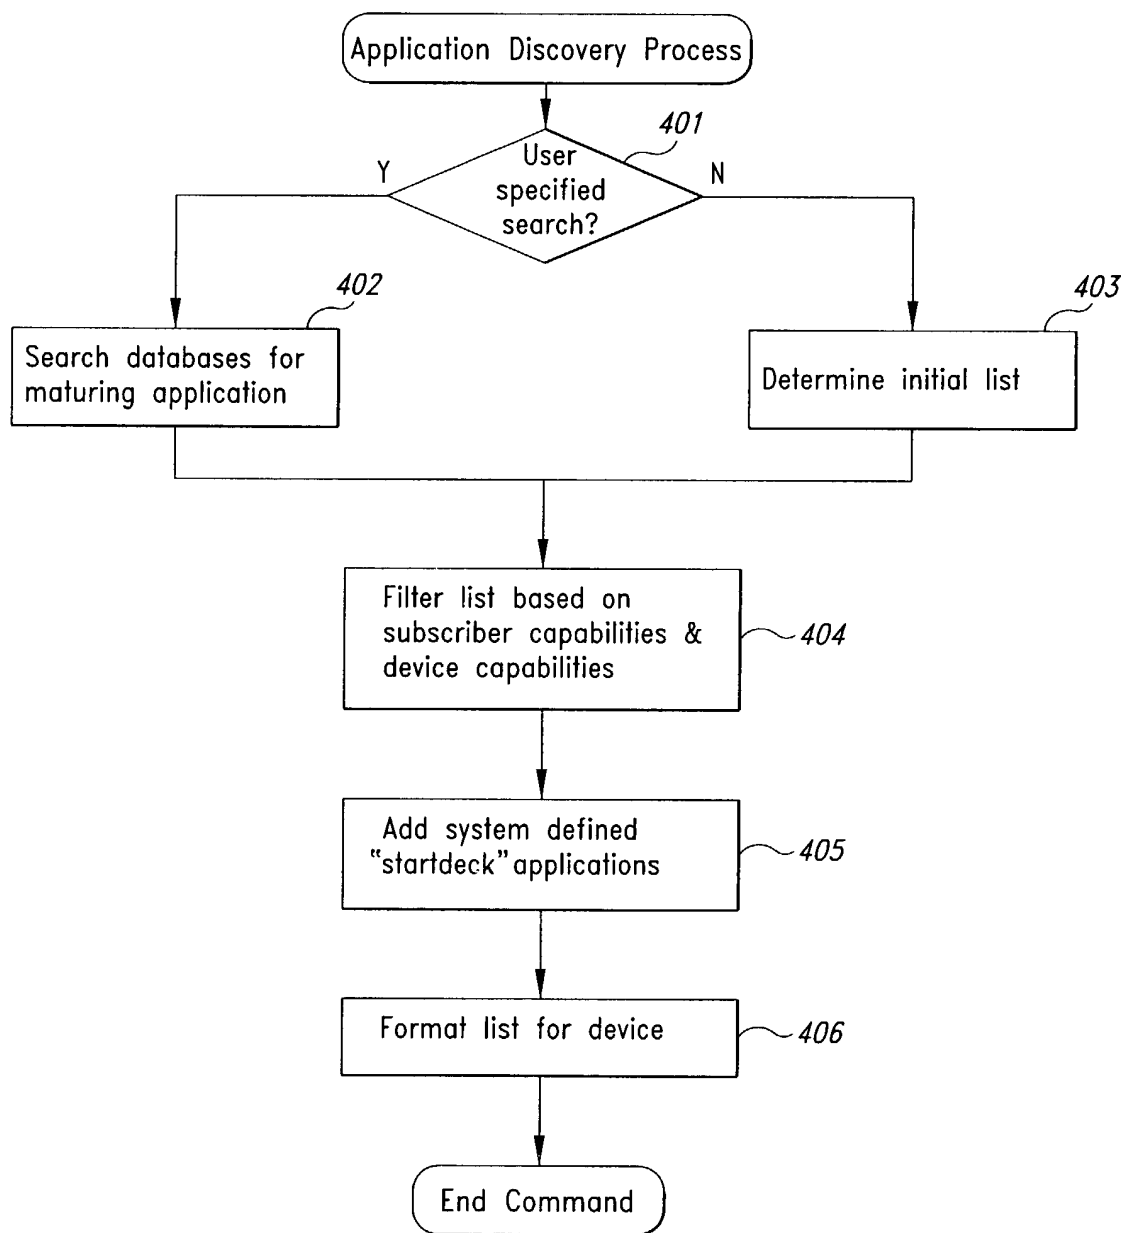 Application Discovery Process
401
User
specified
search?
Y
N
402
403
Search databases for
maturing application
Determine initial list
Filter list based on
subscriber capabilities &
device capabilities
404
Add system defined
"startdeck" applications
405
Format list for device
406
End Command